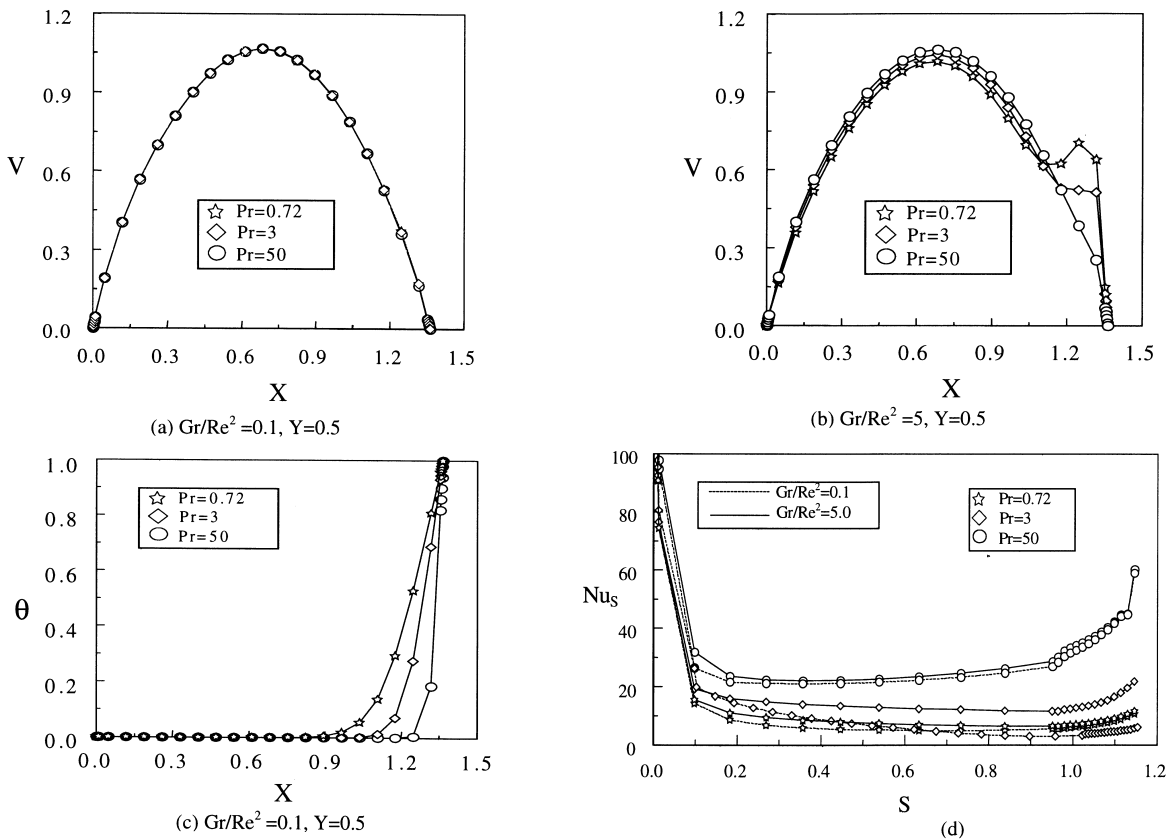 1.2
0.9
0.6
0.3
0.0
V
Pr=0.72
Pr=3
Pr=50
0.0 0.3 0.6 0.9 1.2 1.5
X
(a) Gr/Re² =0.1, Y=0.5
1.2
0.9
0.6
0.3
0.0
V
Pr=0.72
Pr=3
Pr=50
0.0 0.3 0.6 0.9 1.2 1.5
X
(b) Gr/Re² =5, Y=0.5
1.0
0.8
0.6
0.4
0.2
0.0
θ
Pr=0.72
Pr=3
Pr=50
0.0 0.3 0.6 0.9 1.2 1.5
X
(c) Gr/Re² =0.1, Y=0.5
100
80
60
40
20
0
Nu_S
Gr/Re²=0.1
Gr/Re²=5.0
Pr=0.72
Pr=3
Pr=50
0.0 0.2 0.4 0.6 0.8 1.0 1.2
S
(d)